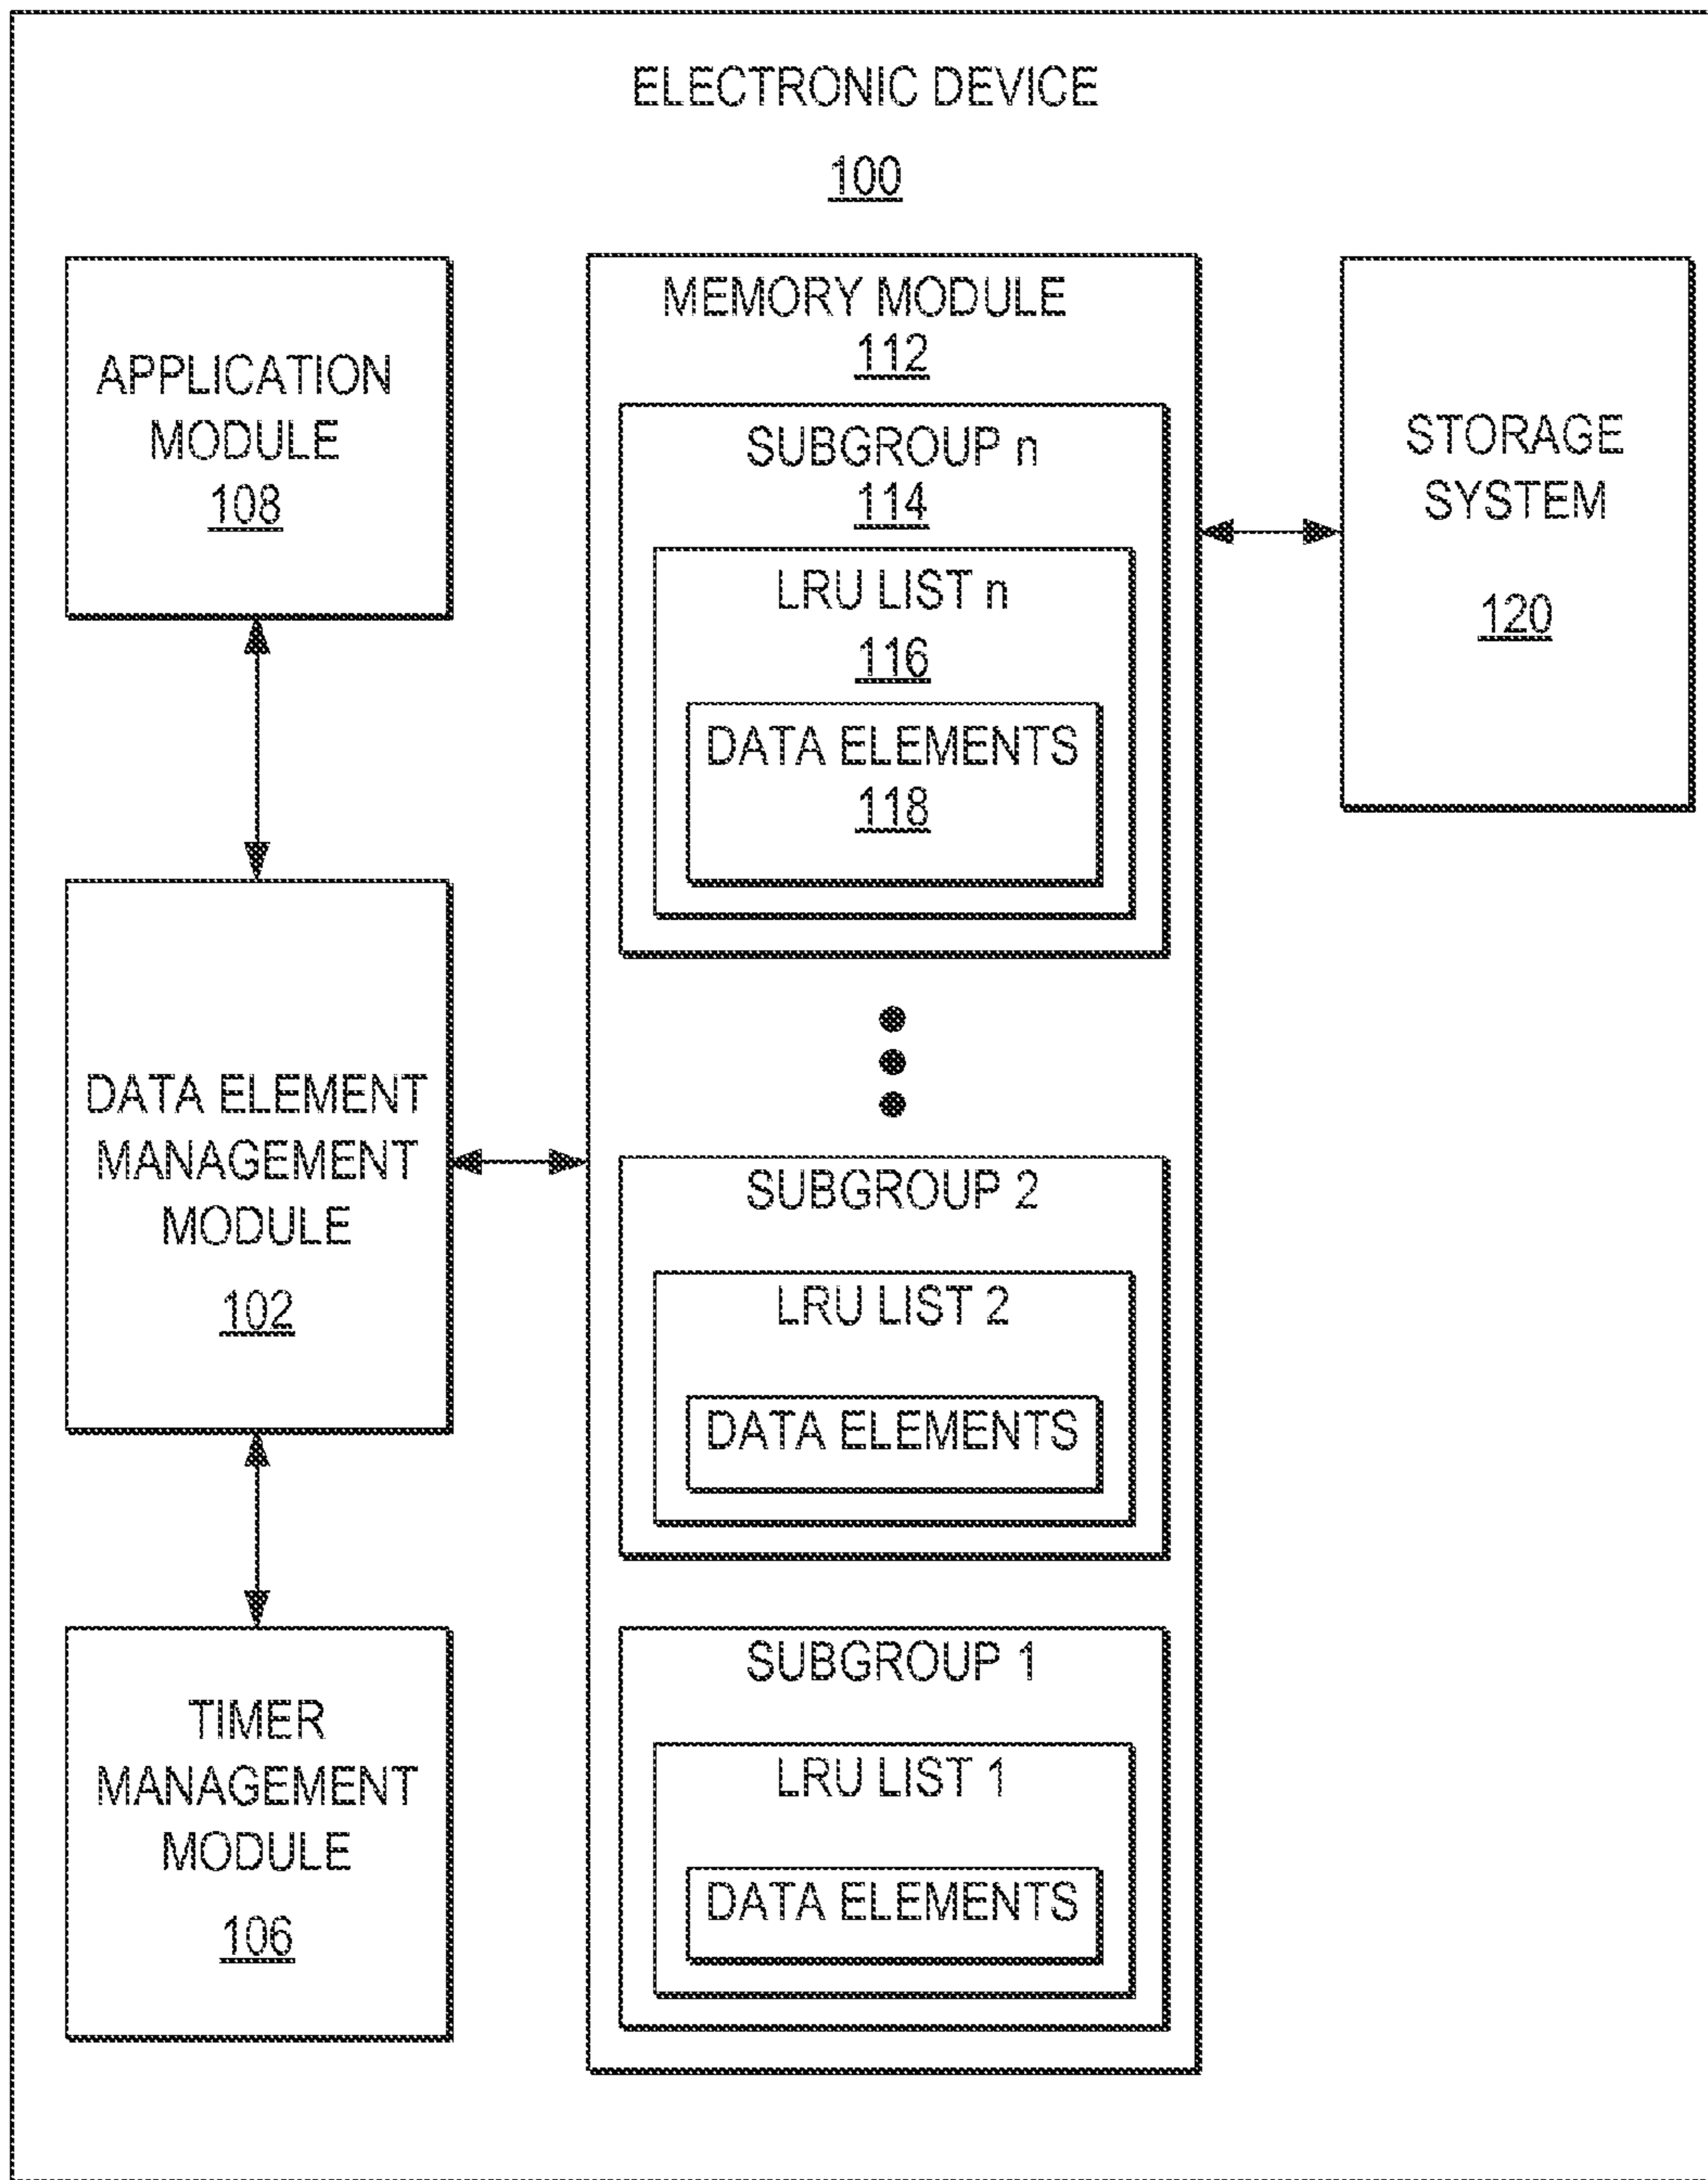 ELECTRONIC DEVICE
100
APPLICATION
MODULE
108
DATA ELEMENT
MANAGEMENT
MODULE
102
TIMER
MANAGEMENT
MODULE
106
MEMORY MODULE
112
SUBGROUP n
114
LRU LIST n
116
DATA ELEMENTS
118
SUBGROUP 2
LRU LIST 2
DATA ELEMENTS
SUBGROUP 1
LRU LIST 1
DATA ELEMENTS
STORAGE
SYSTEM
120